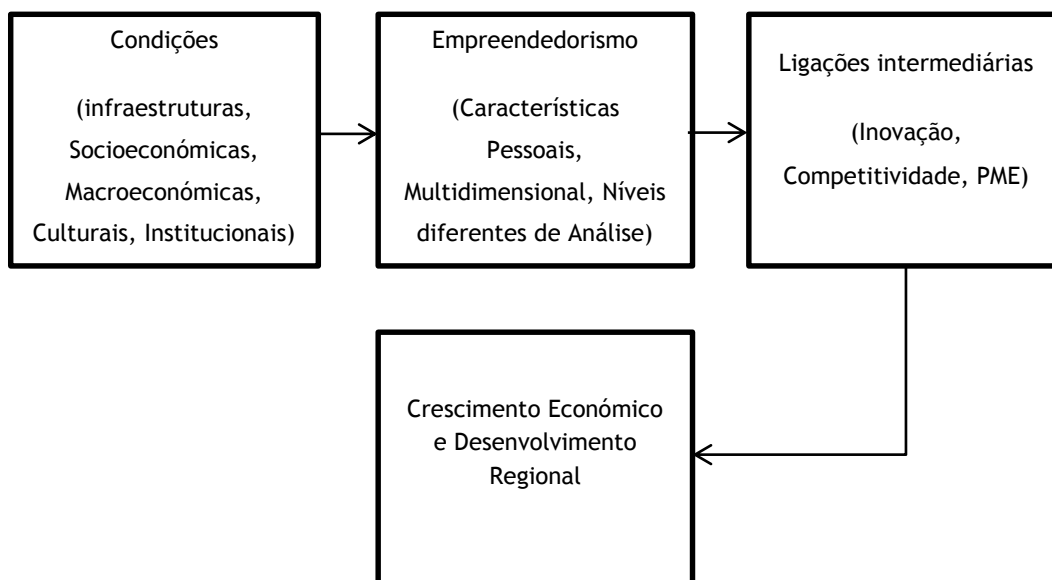 Condições
(infraestruturas,
Socioeconómicas,
Macroeconómicas,
Culturais, Institucionais)
Empreendedorismo
(Características
Pessoais,
Multidimensional, Níveis
diferentes de Análise)
Ligações intermediárias
(Inovação,
Competitividade, PME)
Crescimento Económico
e Desenvolvimento
Regional